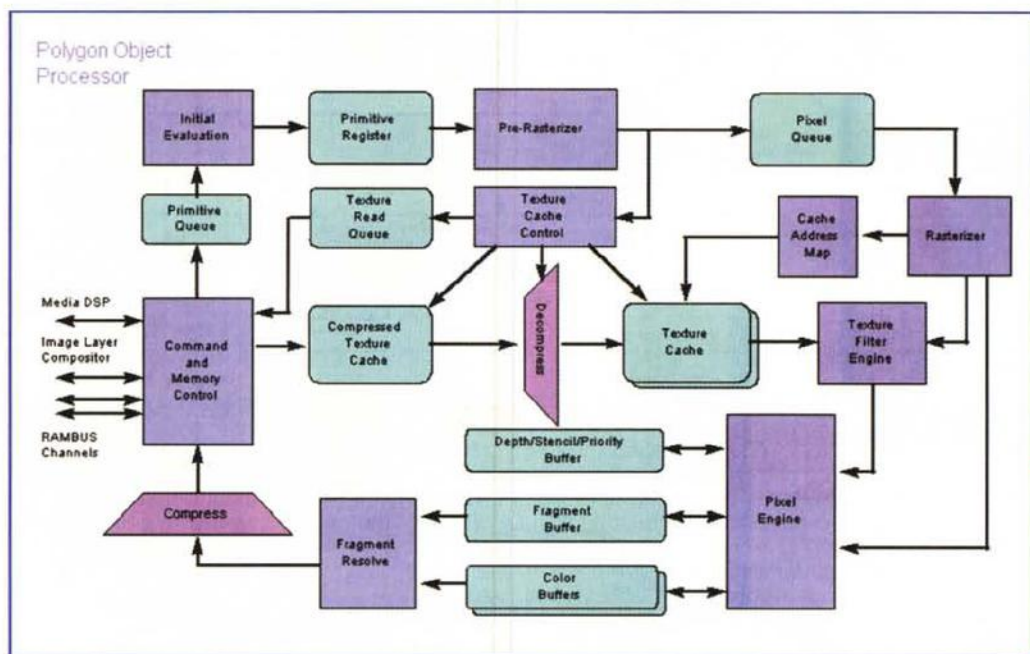 Polygon Object
Processor
Initial
Evaluation
Primitive
Register
Pre-Rasterizer
Pixel
Queue
Primitive
Queue
Texture
Read
Queue
Texture
Cache
Control
Cache
Address
Map
Rasterizer
Media DSP
Image Layer
Compositor
RAMBUS
Channels
Command
and
Memory
Control
Compressed
Texture
Cache
Decompress
Texture
Cache
Texture
Filter
Engine
Depth/Stencil/Priority
Buffer
Compress
Fragment
Resolve
Fragment
Buffer
Color
Buffers
Pixel
Engine